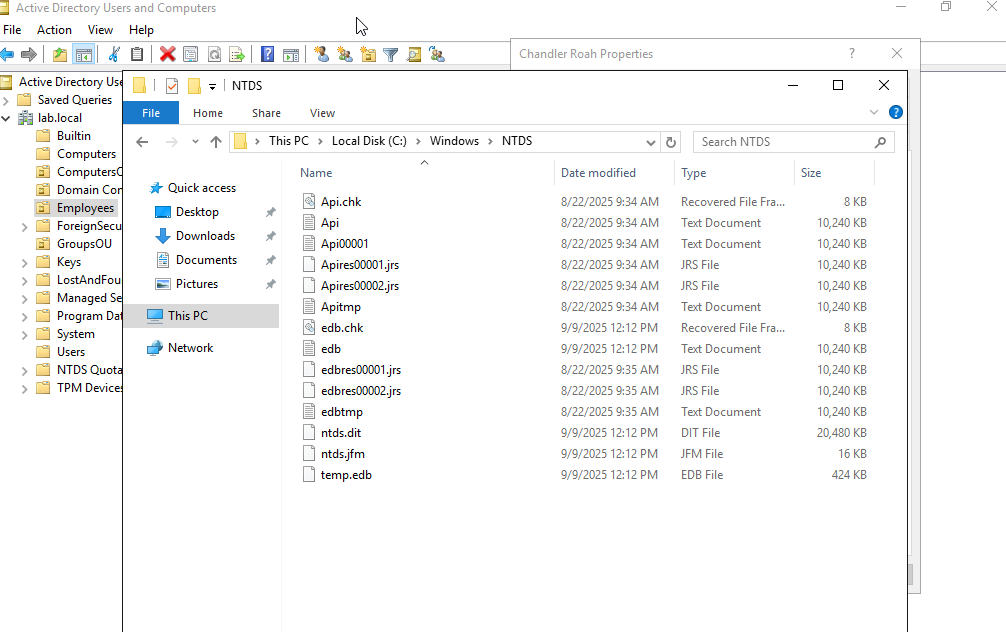 Active Directory Users and Computers
File Action View Help
Chandler Roah Properties
?
Active Directory Use
Saved Queries
lab.local
Builtin
Computers
ComputersO
Domain Con
Employees
ForeignSecu
GroupsOU
Keys
LostAndFou
Managed Se
Program Dat
System
Users
NTDS Quota
TPM Devices
NTDS
File Home Share View
This PC > Local Disk (C:) > Windows > NTDS
Search NTDS
Quick access
Desktop
Downloads
Documents
Pictures
This PC
Network
Name Date modified Type Size
Api.chk 8/22/2025 9:34 AM Recovered File Fra... 8 KB
Api 8/22/2025 9:34 AM Text Document 10,240 KB
Api00001 8/22/2025 9:34 AM Text Document 10,240 KB
Apires00001.jrs 8/22/2025 9:34 AM JRS File 10,240 KB
Apires00002.jrs 8/22/2025 9:34 AM JRS File 10,240 KB
Apitmp 8/22/2025 9:34 AM Text Document 10,240 KB
edb.chk 9/9/2025 12:12 PM Recovered File Fra... 8 KB
edb 9/9/2025 12:12 PM Text Document 10,240 KB
edbres00001.jrs 8/22/2025 9:35 AM JRS File 10,240 KB
edbres00002.jrs 8/22/2025 9:35 AM JRS File 10,240 KB
edbtmp 8/22/2025 9:35 AM Text Document 10,240 KB
ntds.dit 9/9/2025 12:12 PM DIT File 20,480 KB
ntds.jfm 9/9/2025 12:12 PM JFM File 16 KB
temp.edb 9/9/2025 12:12 PM EDB File 424 KB